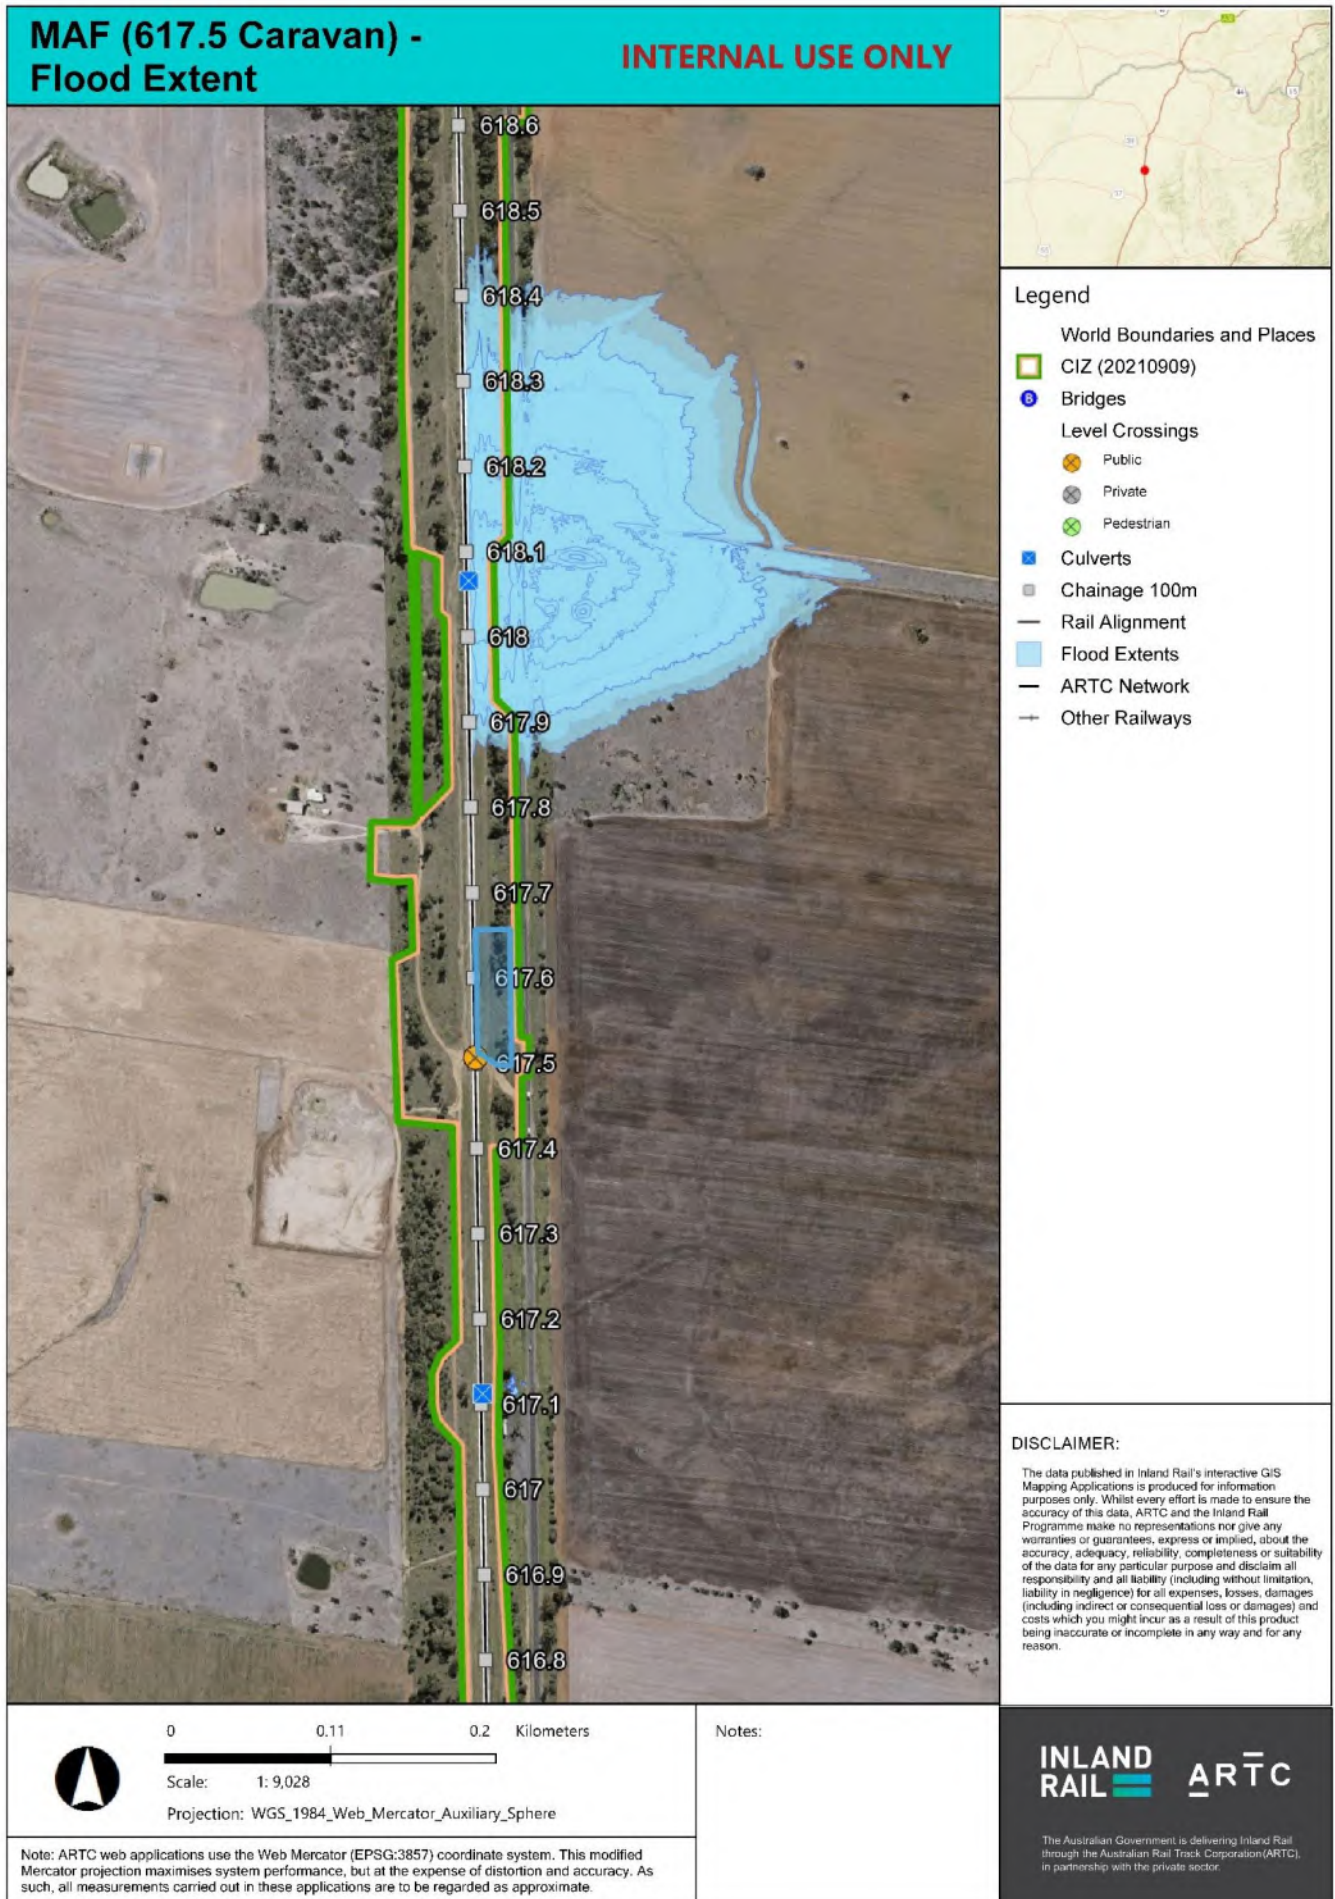 MAF (617.5 Caravan) -
Flood Extent
INTERNAL USE ONLY
618.6
618.5
618.4
618.3
618.2
618.1
618
617.9
617.8
617.7
617.6
617.5
617.4
617.3
617.2
617.1
617
616.9
616.8
Legend
World Boundaries and Places
CIZ (20210909)
B Bridges
Level Crossings
Public
Private
Pedestrian
Culverts
Chainage 100m
Rail Alignment
Flood Extents
ARTC Network
Other Railways
DISCLAIMER:
The data published in Inland Rail's interactive GIS
Mapping Applications is produced for information
purposes only. Whilst every effort is made to ensure the
accuracy of this data, ARTC and the Inland Rail
Programme make no representations nor give any
warranties or guarantees, express or implied, about the
accuracy, adequacy, reliability, completeness or suitability
of the data for any particular purpose and disclaim all
responsibility and all liability (including without limitation,
liability in negligence) for all expenses, losses, damages
(including indirect or consequential loss or damages) and
costs which you might incur as a result of this product
being inaccurate or incomplete in any way and for any
reason.
0 0.11 0.2 Kilometers
Scale: 1: 9,028
Projection: WGS_1984_Web_Mercator_Auxiliary_Sphere
Note: ARTC web applications use the Web Mercator (EPSG:3857) coordinate system. This modified
Mercator projection maximises system performance, but at the expense of distortion and accuracy. As
such, all measurements carried out in these applications are to be regarded as approximate.
Notes:
INLAND
RAIL
ARTC
The Australian Government is delivering Inland Rail
through the Australian Rail Track Corporation (ARTC),
in partnership with the private sector.